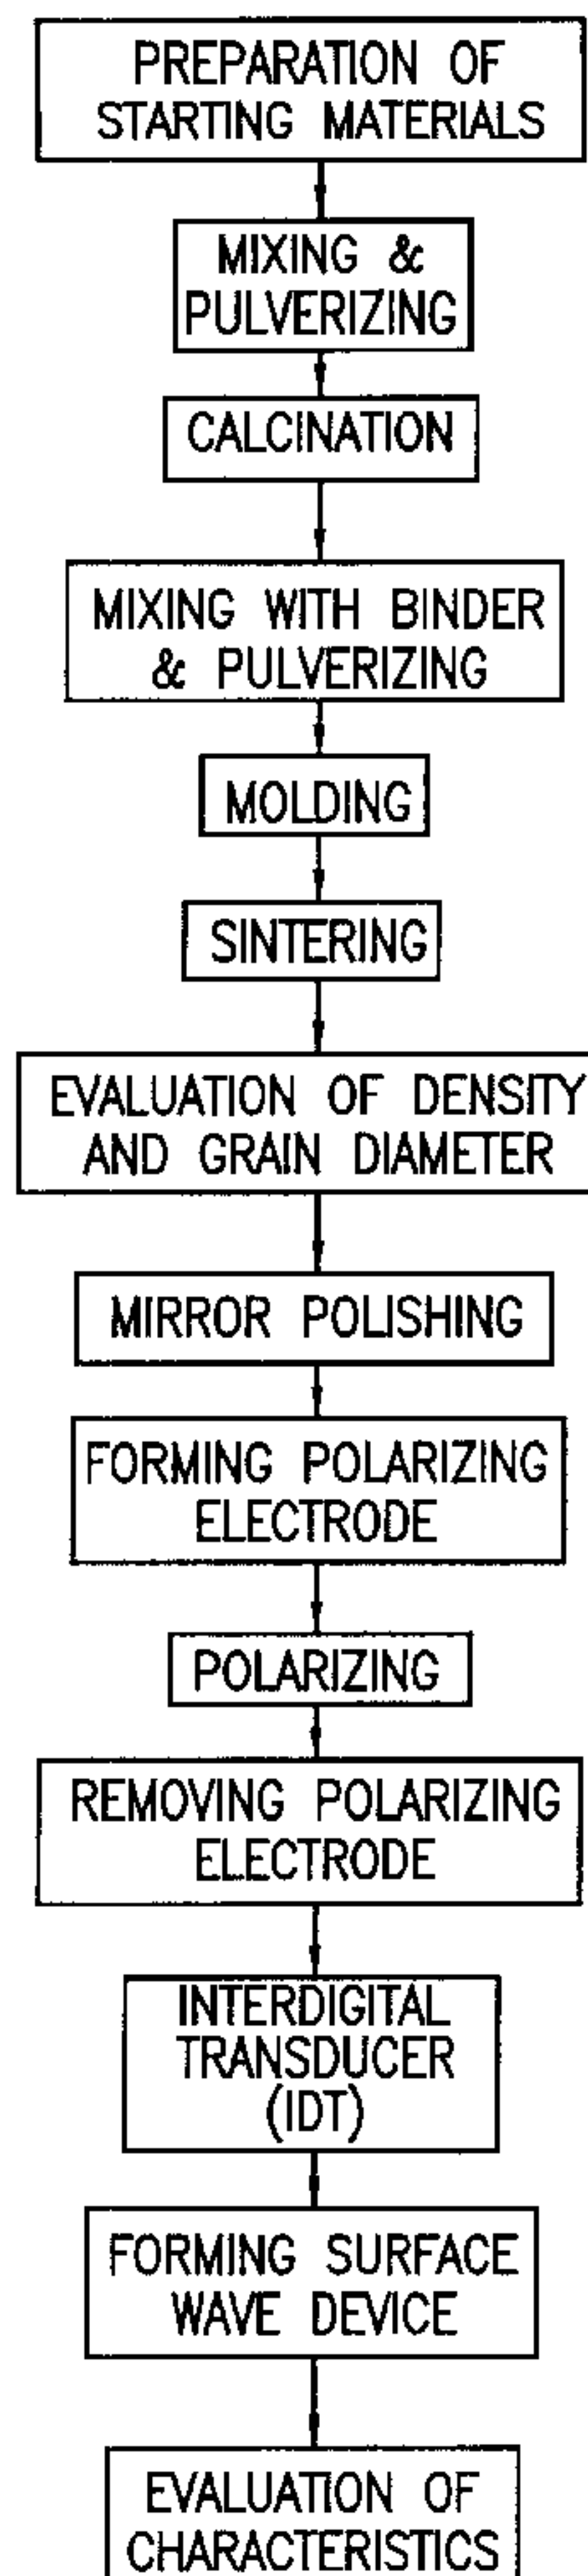 PREPARATION OF
STARTING MATERIALS
MIXING &
PULVERIZING
CALCINATION
MIXING WITH BINDER
& PULVERIZING
MOLDING
SINTERING
EVALUATION OF DENSITY
AND GRAIN DIAMETER
MIRROR POLISHING
FORMING POLARIZING
ELECTRODE
POLARIZING
REMOVING POLARIZING
ELECTRODE
INTERDIGITAL
TRANSDUCER
(IDT)
FORMING SURFACE
WAVE DEVICE
EVALUATION OF
CHARACTERISTICS